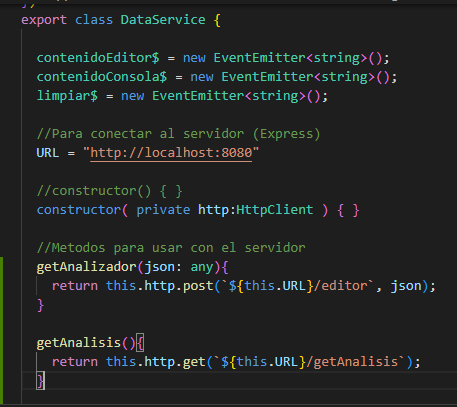 export class DataService {
contenidoEditor$ = new EventEmitter<string>();
contenidoConsola$ = new EventEmitter<string>();
limpiar$ = new EventEmitter<string>();
//Para conectar al servidor (Express)
URL = "http://localhost:8080"
//constructor() { }
constructor( private http:HttpClient ) { }
//Metodos para usar con el servidor
getAnalizador(json: any){
return this.http.post(`${this.URL}/editor`, json);
}
getAnalisis(){
return this.http.get(`${this.URL}/getAnalisis`);
}